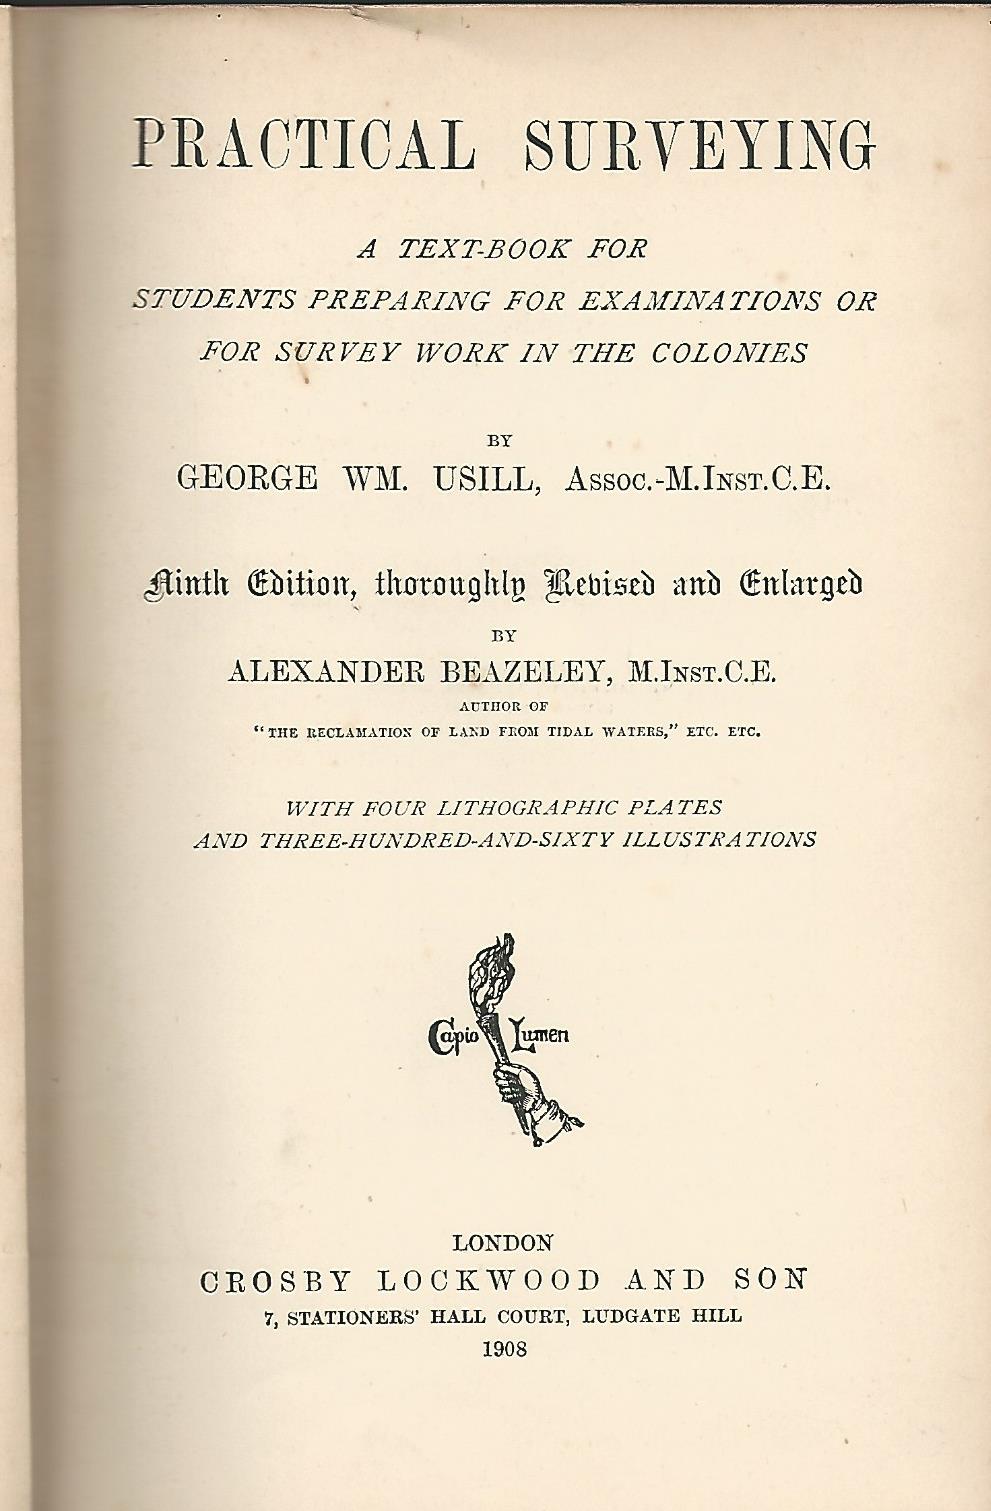 PRACTICAL SURVEYING
A TEXT-BOOK FOR
STUDENTS PREPARING FOR EXAMINATIONS OR
FOR SURVEY WORK IN THE COLONIES
BY
GEORGE WM. USILL, Assoc.-M.Inst.C.E.
Ninth Edition, thoroughly Revised and Enlarged
BY
ALEXANDER BEAZELEY, M.Inst.C.E.
AUTHOR OF
"THE RECLAMATION OF LAND FROM TIDAL WATERS," ETC. ETC.
WITH FOUR LITHOGRAPHIC PLATES
AND THREE-HUNDRED-AND-SIXTY ILLUSTRATIONS
Capio Lumen
LONDON
CROSBY LOCKWOOD AND SON
7, STATIONERS' HALL COURT, LUDGATE HILL
1908